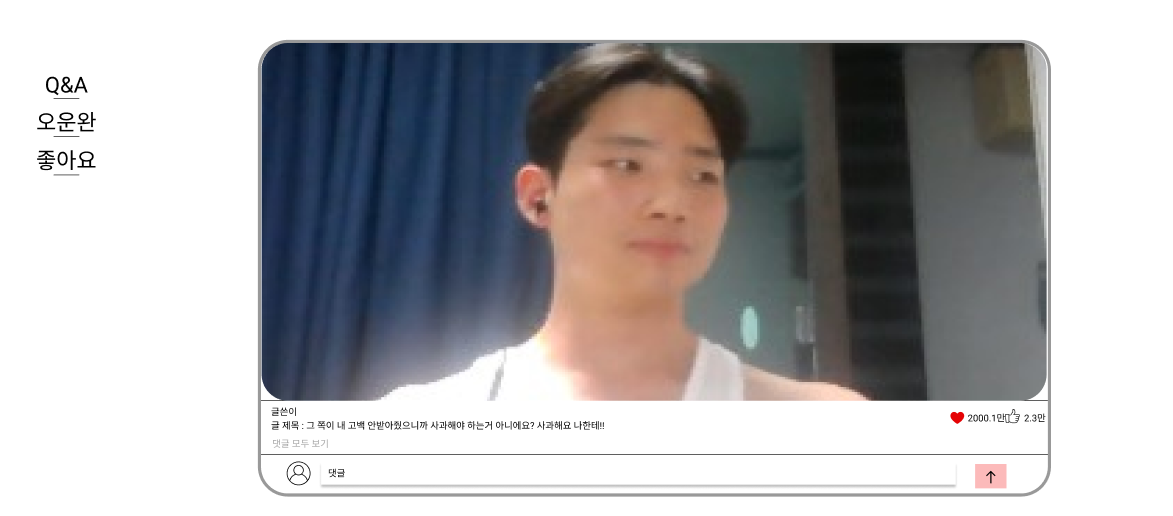 Q&A
오운완
좋아요
글쓴이
글 제목 : 그 쪽이 내 고백 안받아줬으니까 사과해야 하는거 아니에요? 사과해요 나한테!!
2000.1만 2.3만
댓글 모두 보기
댓글